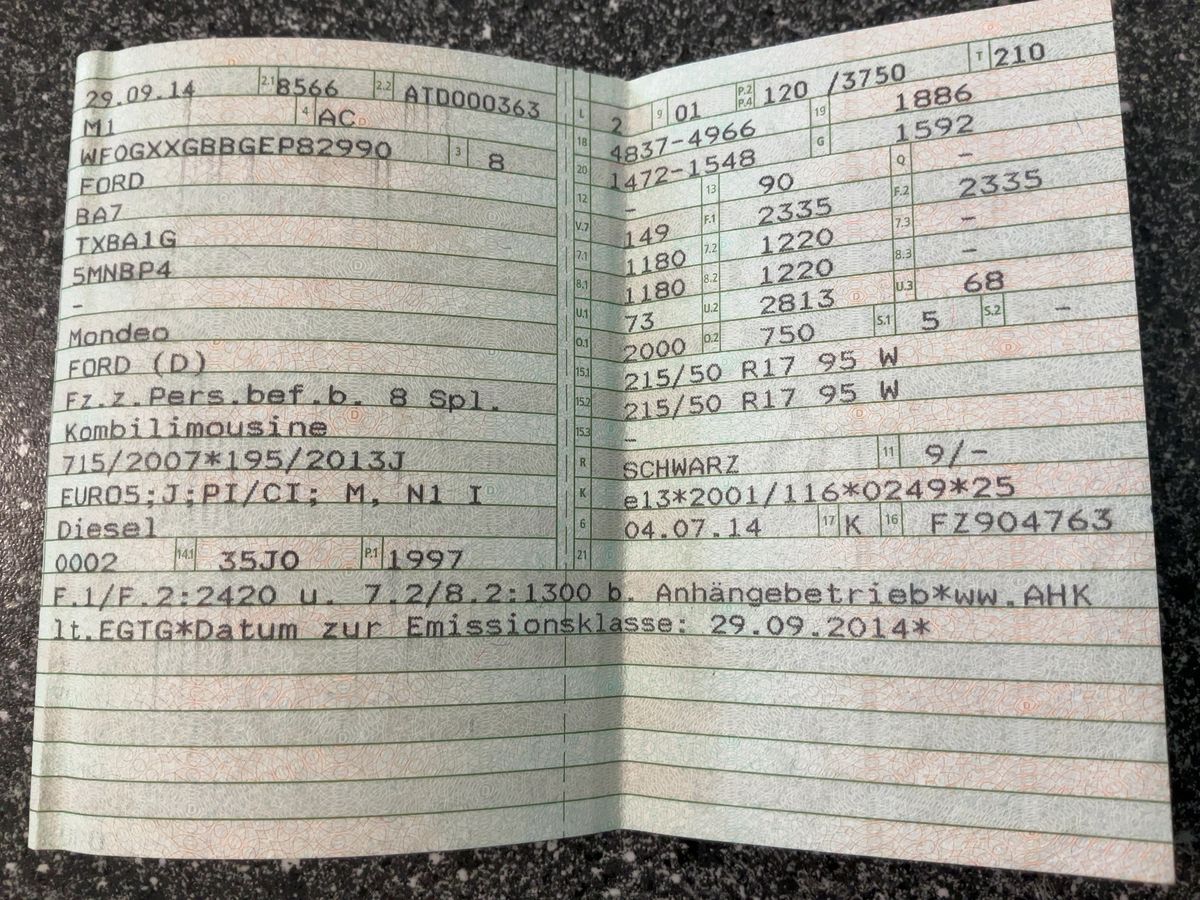 29.09.14 2.1 8566 2.2 ATD000363
M1 4 AC
WF0GXXGBBGEP82990 3 8
FORD
BA7
TXBA1G
5MNBP4
-
Mondeo
FORD (D)
Fz.z.Pers.bef.b. 8 Spl.
Kombilimousine
715/2007*195/2013J
EURO5;J;PI/CI; M, N1 I
Diesel
0002 14.1 35J0 P.1 1997
L 2 9 01 P.2 P.4 120 /3750 T 210
18 4837-4966 19 1886
20 1472-1548 G 1592
12 - 13 90 Q -
V.7 149 F.1 2335 F.2 2335
7.1 1180 7.2 1220 7.3 -
8.1 1180 8.2 1220 8.3 -
U.1 73 U.2 2813 U.3 68
O.1 2000 O.2 750 S.1 5 S.2 -
15.1 215/50 R17 95 W
15.2 215/50 R17 95 W
15.3 -
R SCHWARZ 11 9/-
K e13*2001/116*0249*25
6 04.07.14 17 K 16 FZ904763
21
F.1/F.2:2420 u. 7.2/8.2:1300 b. Anhängebetrieb*ww.AHK
lt.EGTG*Datum zur Emissionsklasse: 29.09.2014*